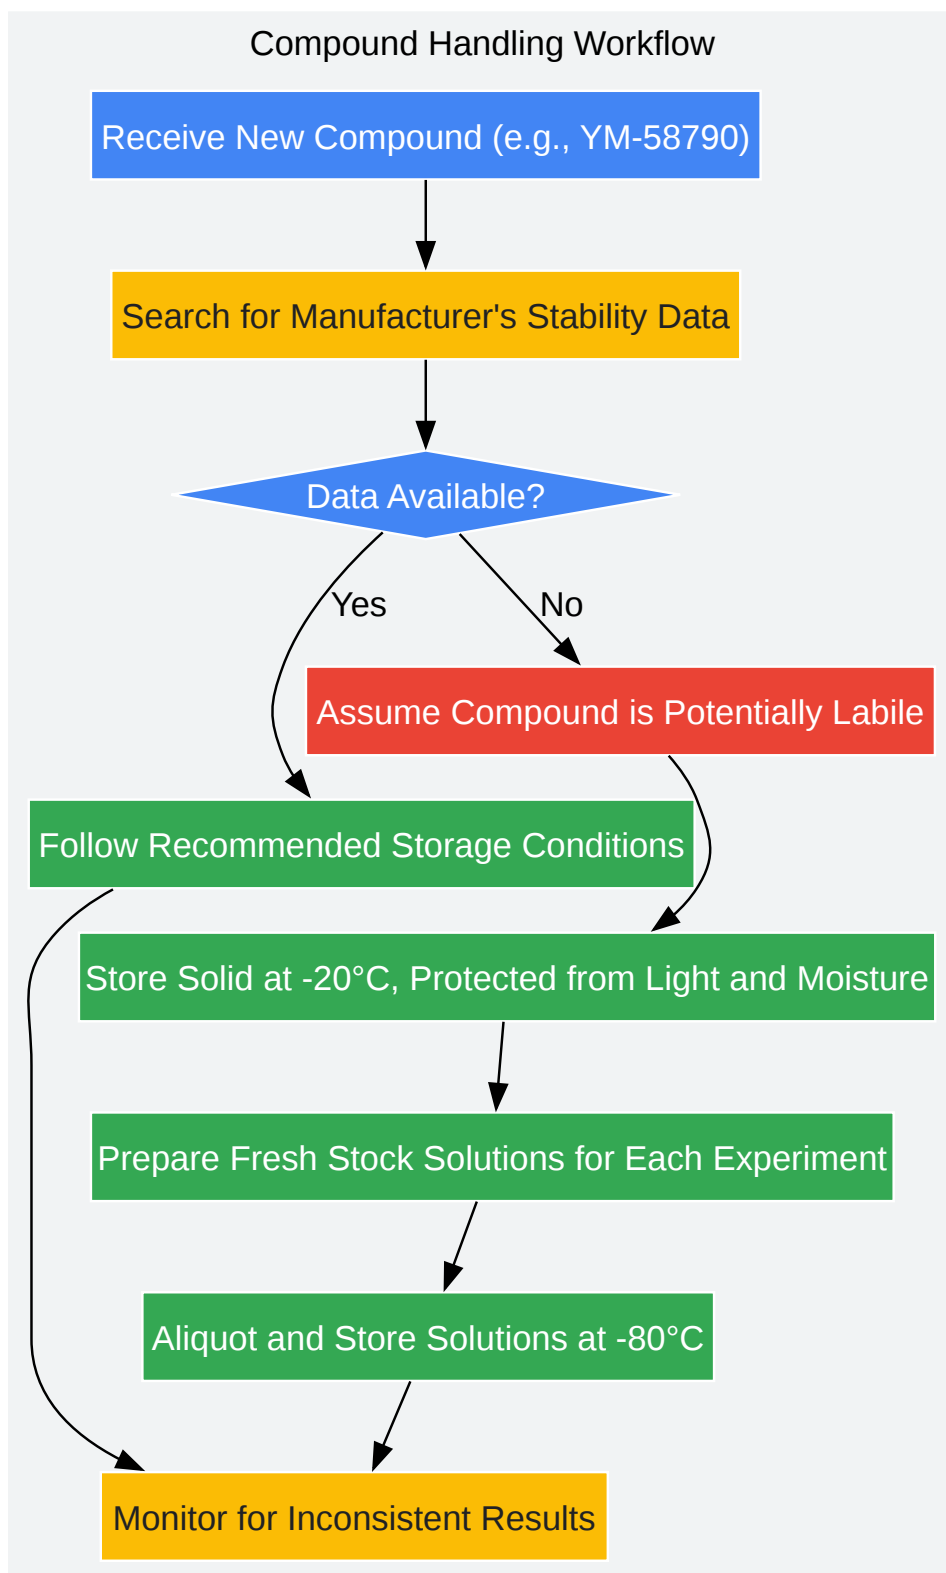 Compound Handling Workflow
Receive New Compound (e.g., YM-58790)
Search for Manufacturer's Stability Data
Data Available?
Yes
No
Assume Compound is Potentially Labile
Follow Recommended Storage Conditions
Store Solid at -20°C, Protected from Light and Moisture
Prepare Fresh Stock Solutions for Each Experiment
Aliquot and Store Solutions at -80°C
Monitor for Inconsistent Results